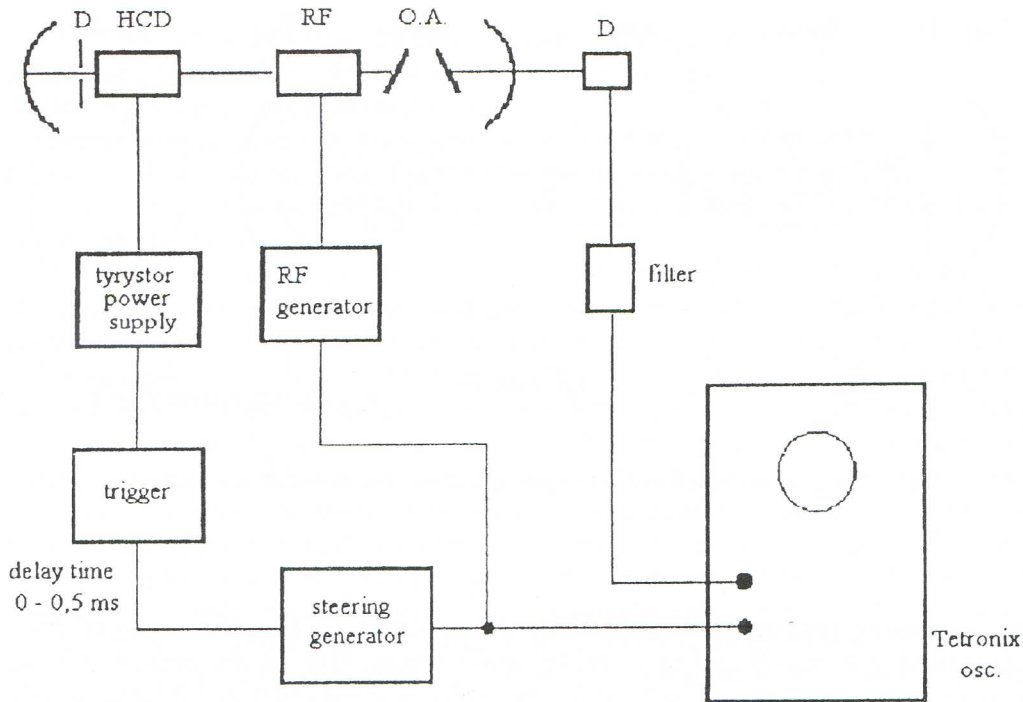 D HCD RF O.A.
D
tyrystor
power
supply
RF
generator
filter
trigger
delay time
0 - 0,5 ms
steering
generator
Tetronix
osc.